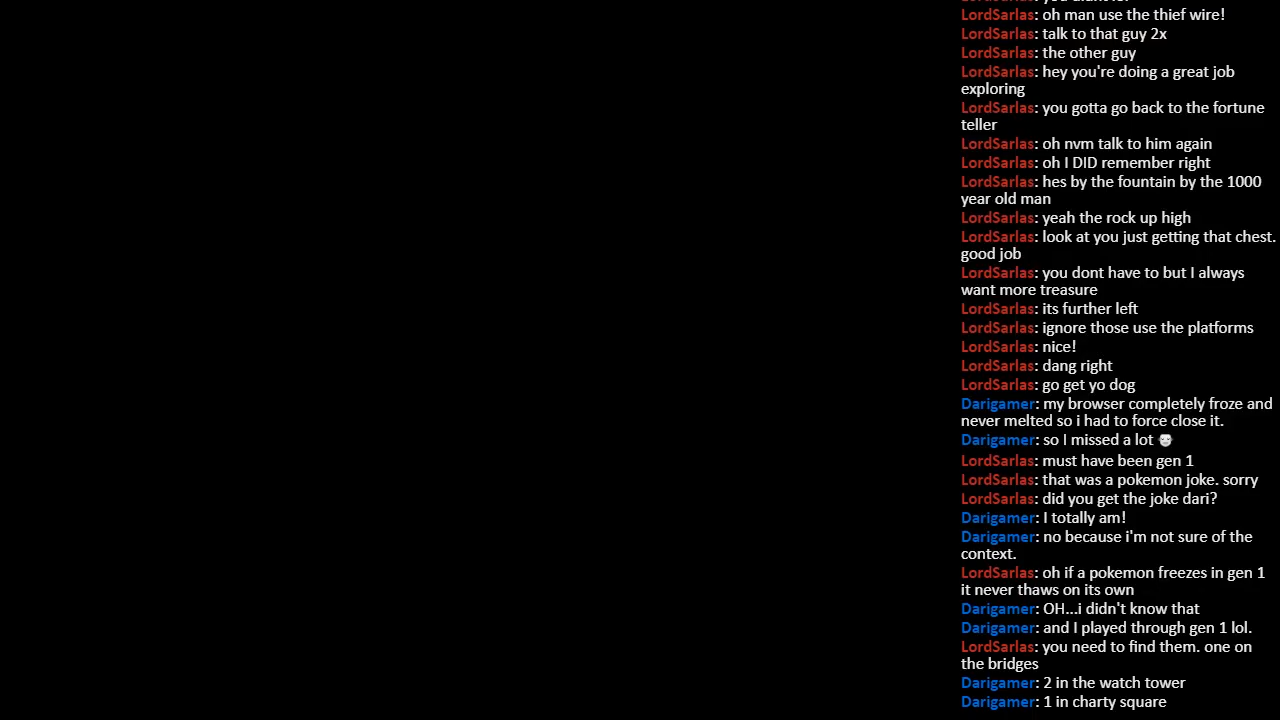 LordSarlas: oh man use the thief wire!
LordSarlas: talk to that guy 2x
LordSarlas: the other guy
LordSarlas: hey you're doing a great job
exploring
LordSarlas: you gotta go back to the fortune
teller
LordSarlas: oh nvm talk to him again
LordSarlas: oh I DID remember right
LordSarlas: hes by the fountain by the 1000
year old man
LordSarlas: yeah the rock up high
LordSarlas: look at you just getting that chest.
good job
LordSarlas: you dont have to but I always
want more treasure
LordSarlas: its further left
LordSarlas: ignore those use the platforms
LordSarlas: nice!
LordSarlas: dang right
LordSarlas: go get yo dog
Darigamer: my browser completely froze and
never melted so i had to force close it.
Darigamer: so I missed a lot
LordSarlas: must have been gen 1
LordSarlas: that was a pokemon joke. sorry
LordSarlas: did you get the joke dari?
Darigamer: I totally am!
Darigamer: no because i'm not sure of the
context.
LordSarlas: oh if a pokemon freezes in gen 1
it never thaws on its own
Darigamer: OH...i didn't know that
Darigamer: and I played through gen 1 lol.
LordSarlas: you need to find them. one on
the bridges
Darigamer: 2 in the watch tower
Darigamer: 1 in charty square